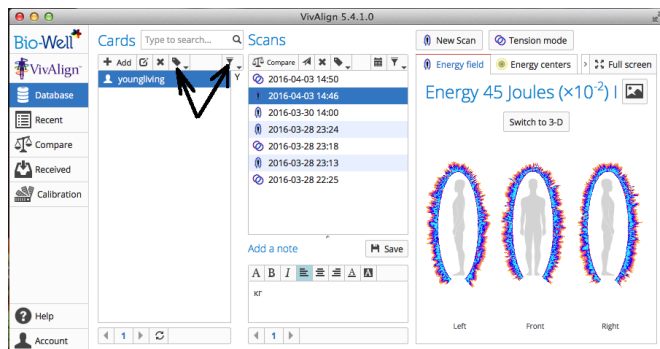 VivAlign 5.4.1.0
Bio-Well
VivAlign™
Database
Recent
Compare
Received
Calibration
Help
Account
Cards
Type to search...
+ Add
youngliving
Y
1
Scans
Compare
2016-04-03 14:50
2016-04-03 14:46
2016-03-30 14:00
2016-03-28 23:24
2016-03-28 23:18
2016-03-28 23:13
2016-03-28 22:25
Add a note
Save
A B I A A
кг
1
New Scan
Tension mode
Energy field
Energy centers
Full screen
Energy 45 Joules (×10⁻²) |
Switch to 3-D
Left
Front
Right